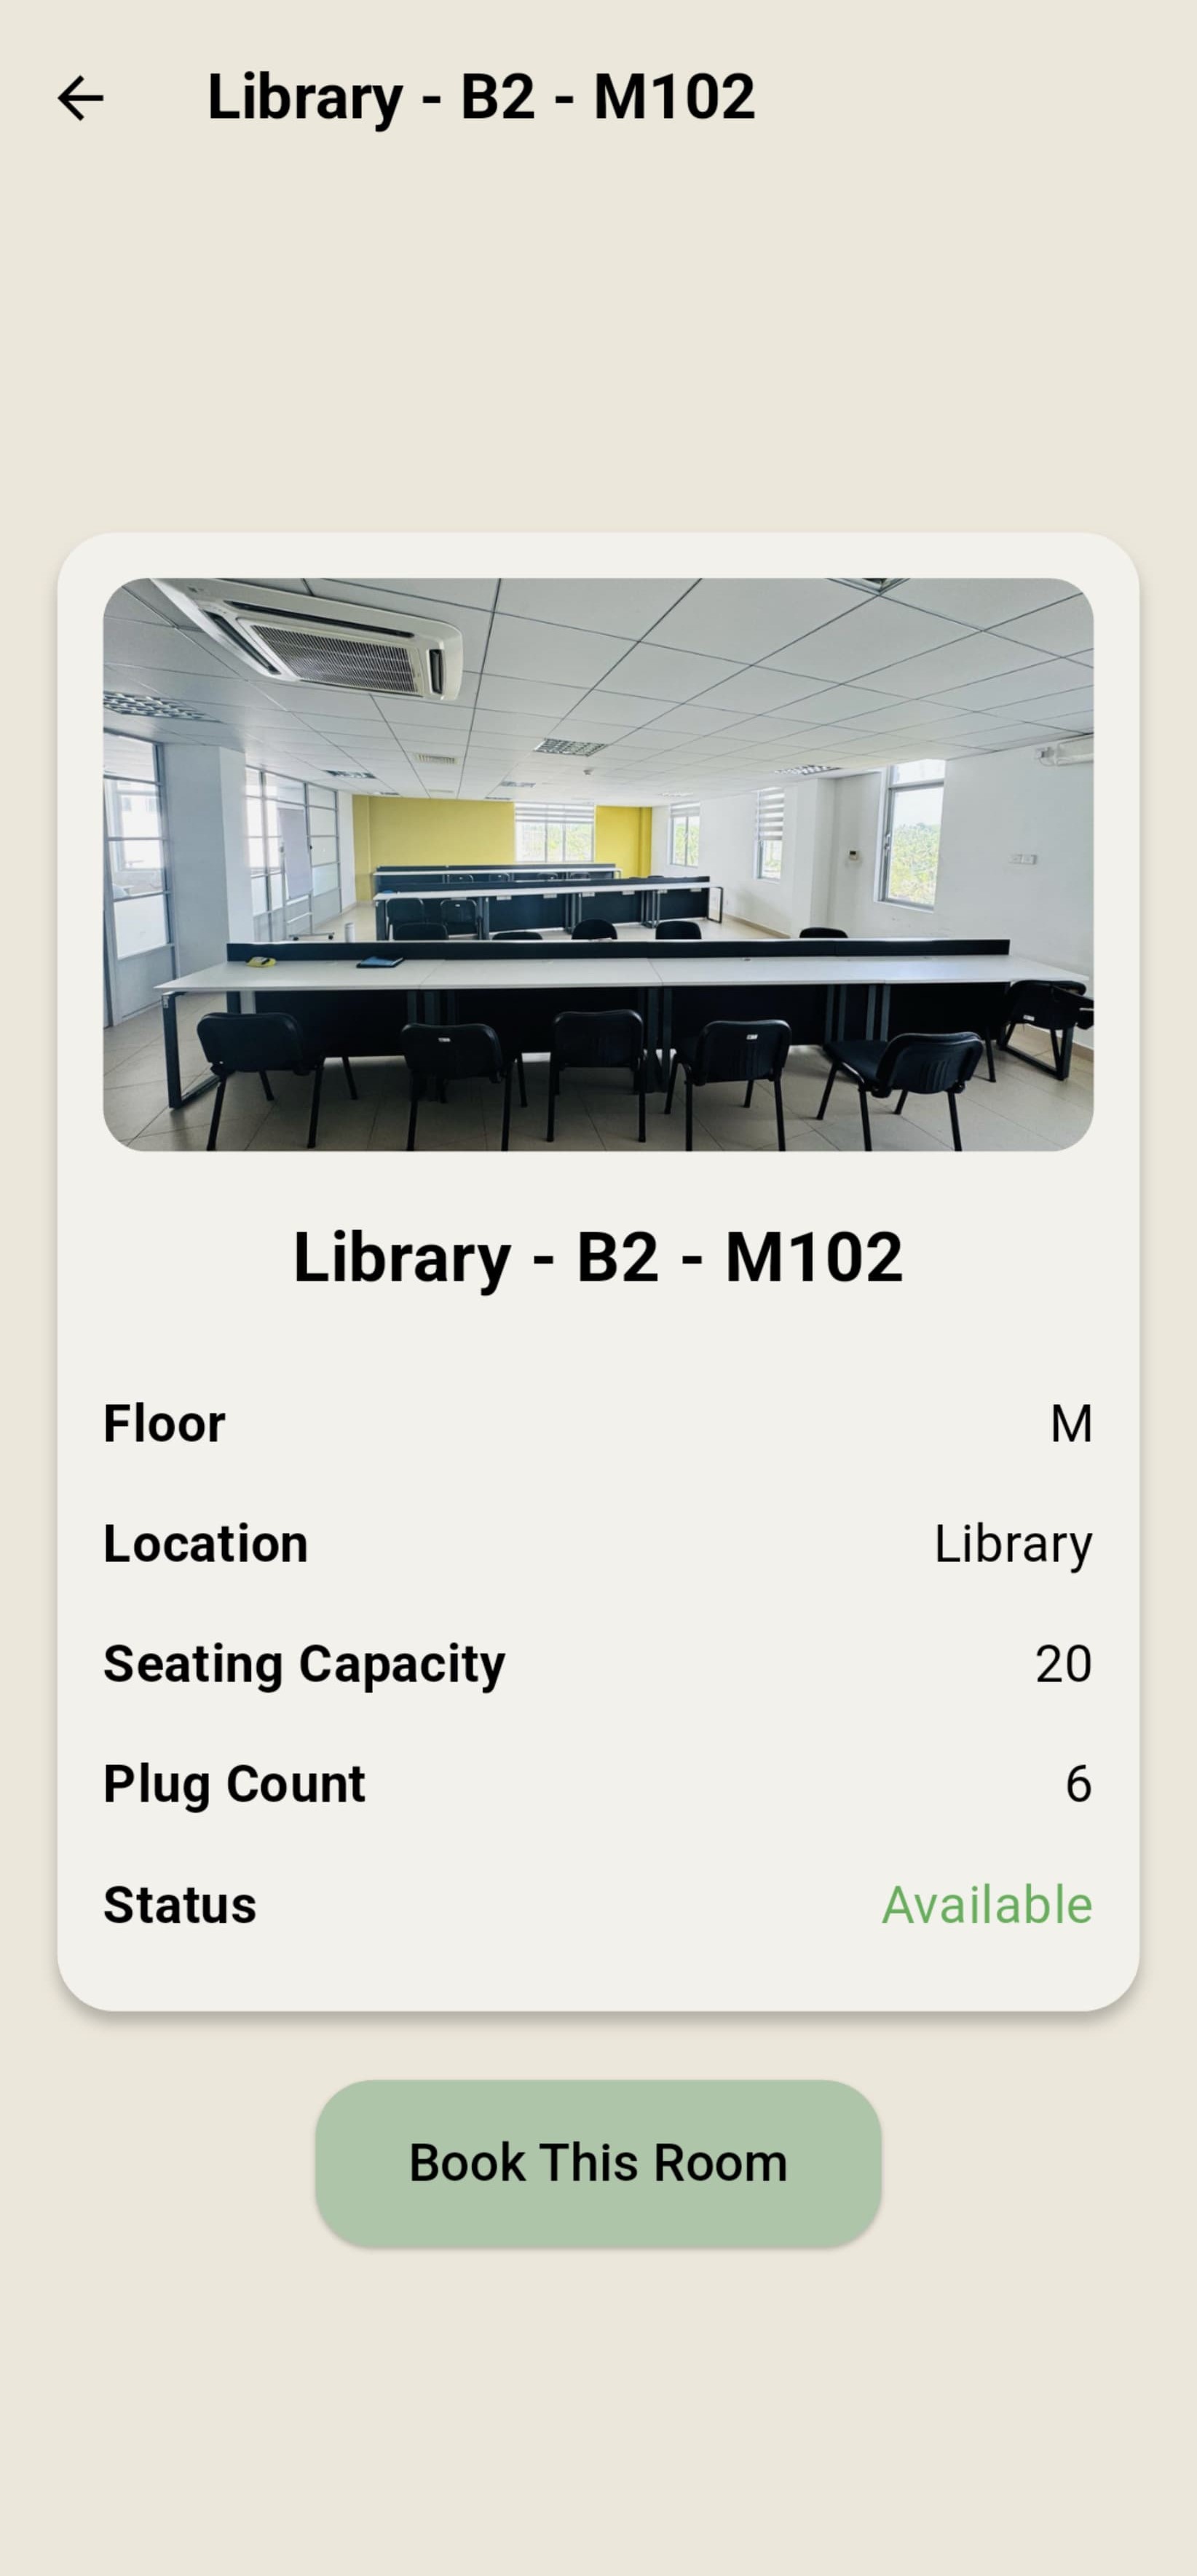 Library - B2 - M102
Library - B2 - M102
Floor M
Location Library
Seating Capacity 20
Plug Count 6
Status Available
Book This Room